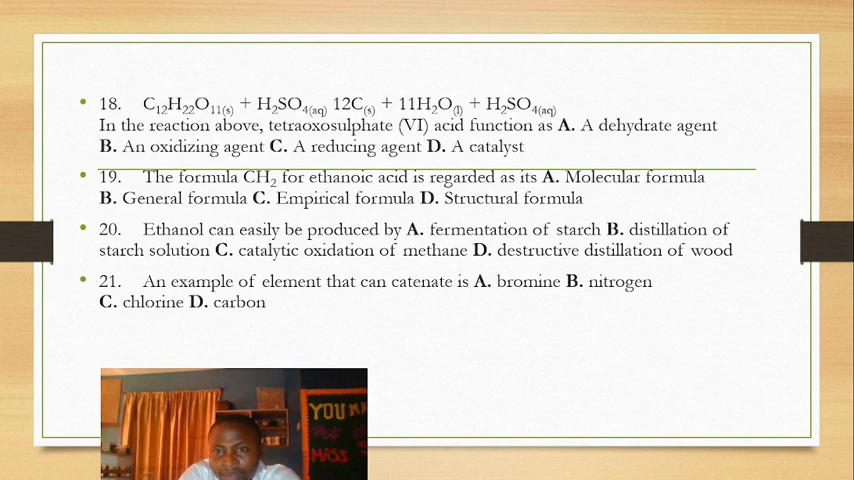 18. C₁₂H₂₂O₁₁₍ₛ₎ + H₂SO₄₍ₐq₎ 12C₍ₛ₎ + 11H₂O₍ₗ₎ + H₂SO₄₍ₐq₎
In the reaction above, tetraoxosulphate (VI) acid function as A. A dehydrate agent
B. An oxidizing agent C. A reducing agent D. A catalyst
19. The formula CH₂ for ethanoic acid is regarded as its A. Molecular formula
B. General formula C. Empirical formula D. Structural formula
20. Ethanol can easily be produced by A. fermentation of starch B. distillation of
starch solution C. catalytic oxidation of methane D. destructive distillation of wood
21. An example of element that can catenate is A. bromine B. nitrogen
C. chlorine D. carbon
YOU
MASS